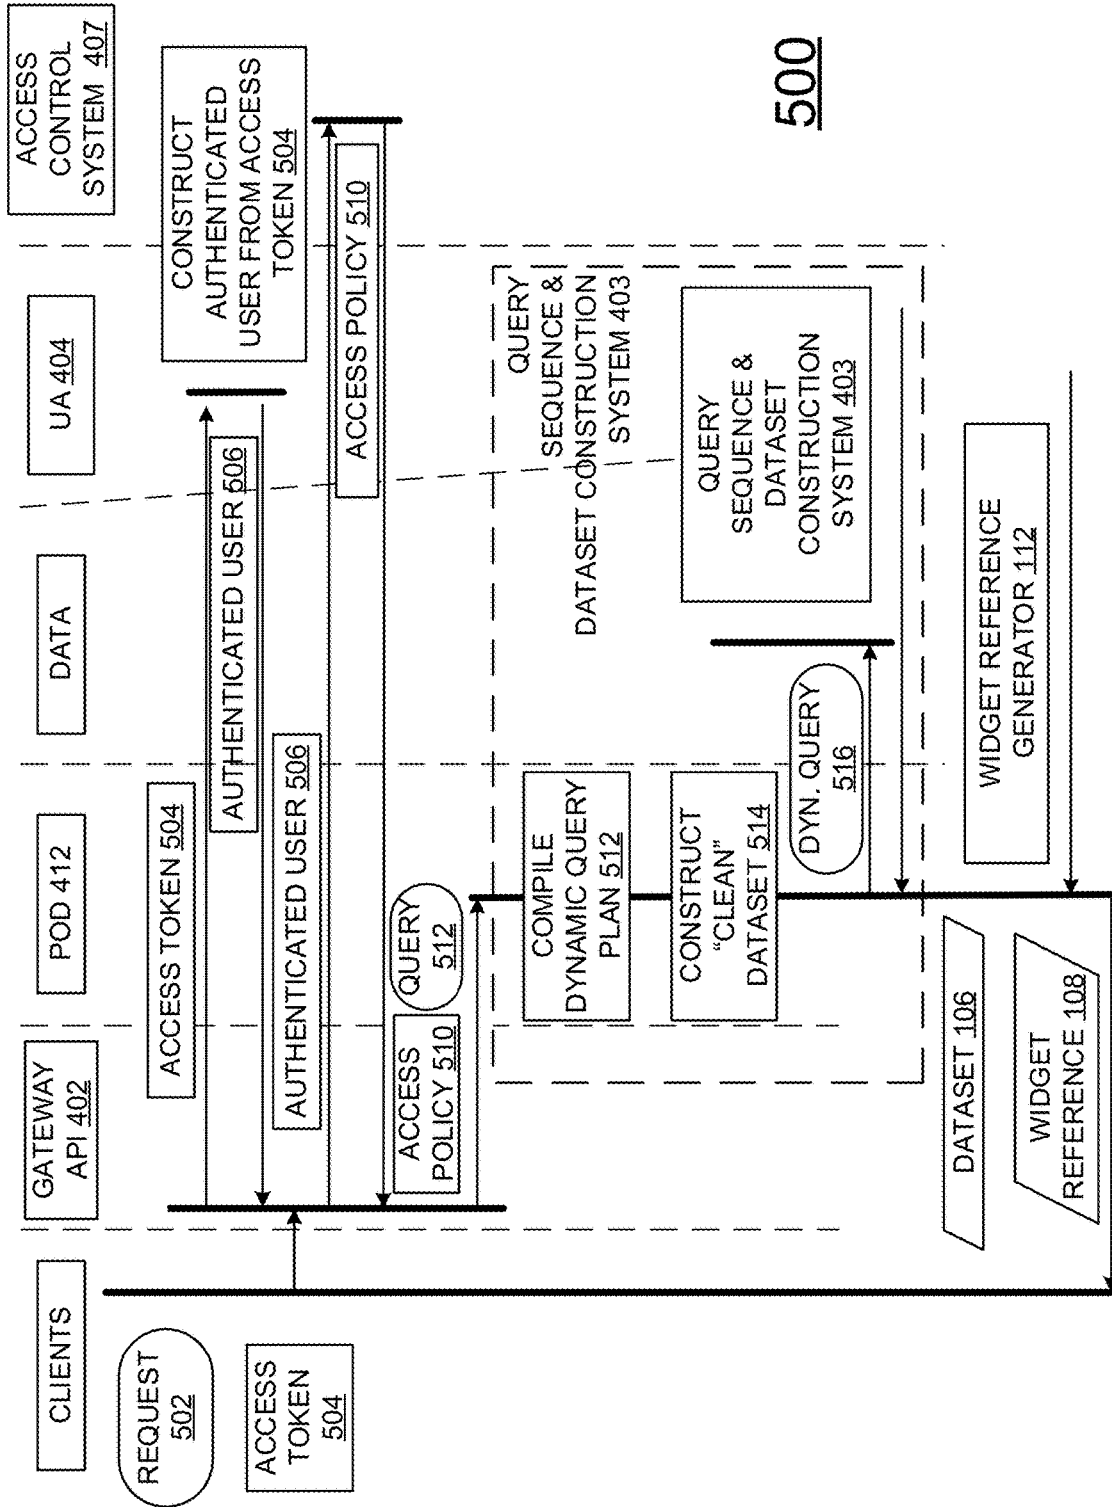 CLIENTS
GATEWAY
API 402
POD 412
DATA
UA 404
ACCESS
CONTROL
SYSTEM 407
REQUEST
502
ACCESS
TOKEN
504
ACCESS TOKEN 504
AUTHENTICATED USER 506
CONSTRUCT
AUTHENTICATED
USER FROM ACCESS
TOKEN 504
AUTHENTICATED USER 506
ACCESS POLICY 510
ACCESS
POLICY 510
QUERY
512
QUERY
SEQUENCE &
DATASET CONSTRUCTION
SYSTEM 403
COMPILE
DYNAMIC QUERY
PLAN 512
CONSTRUCT
“CLEAN”
DATASET 514
QUERY
SEQUENCE &
DATASET
CONSTRUCTION
SYSTEM 403
DYN. QUERY
516
DATASET 106
WIDGET
REFERENCE 108
WIDGET REFERENCE
GENERATOR 112
500